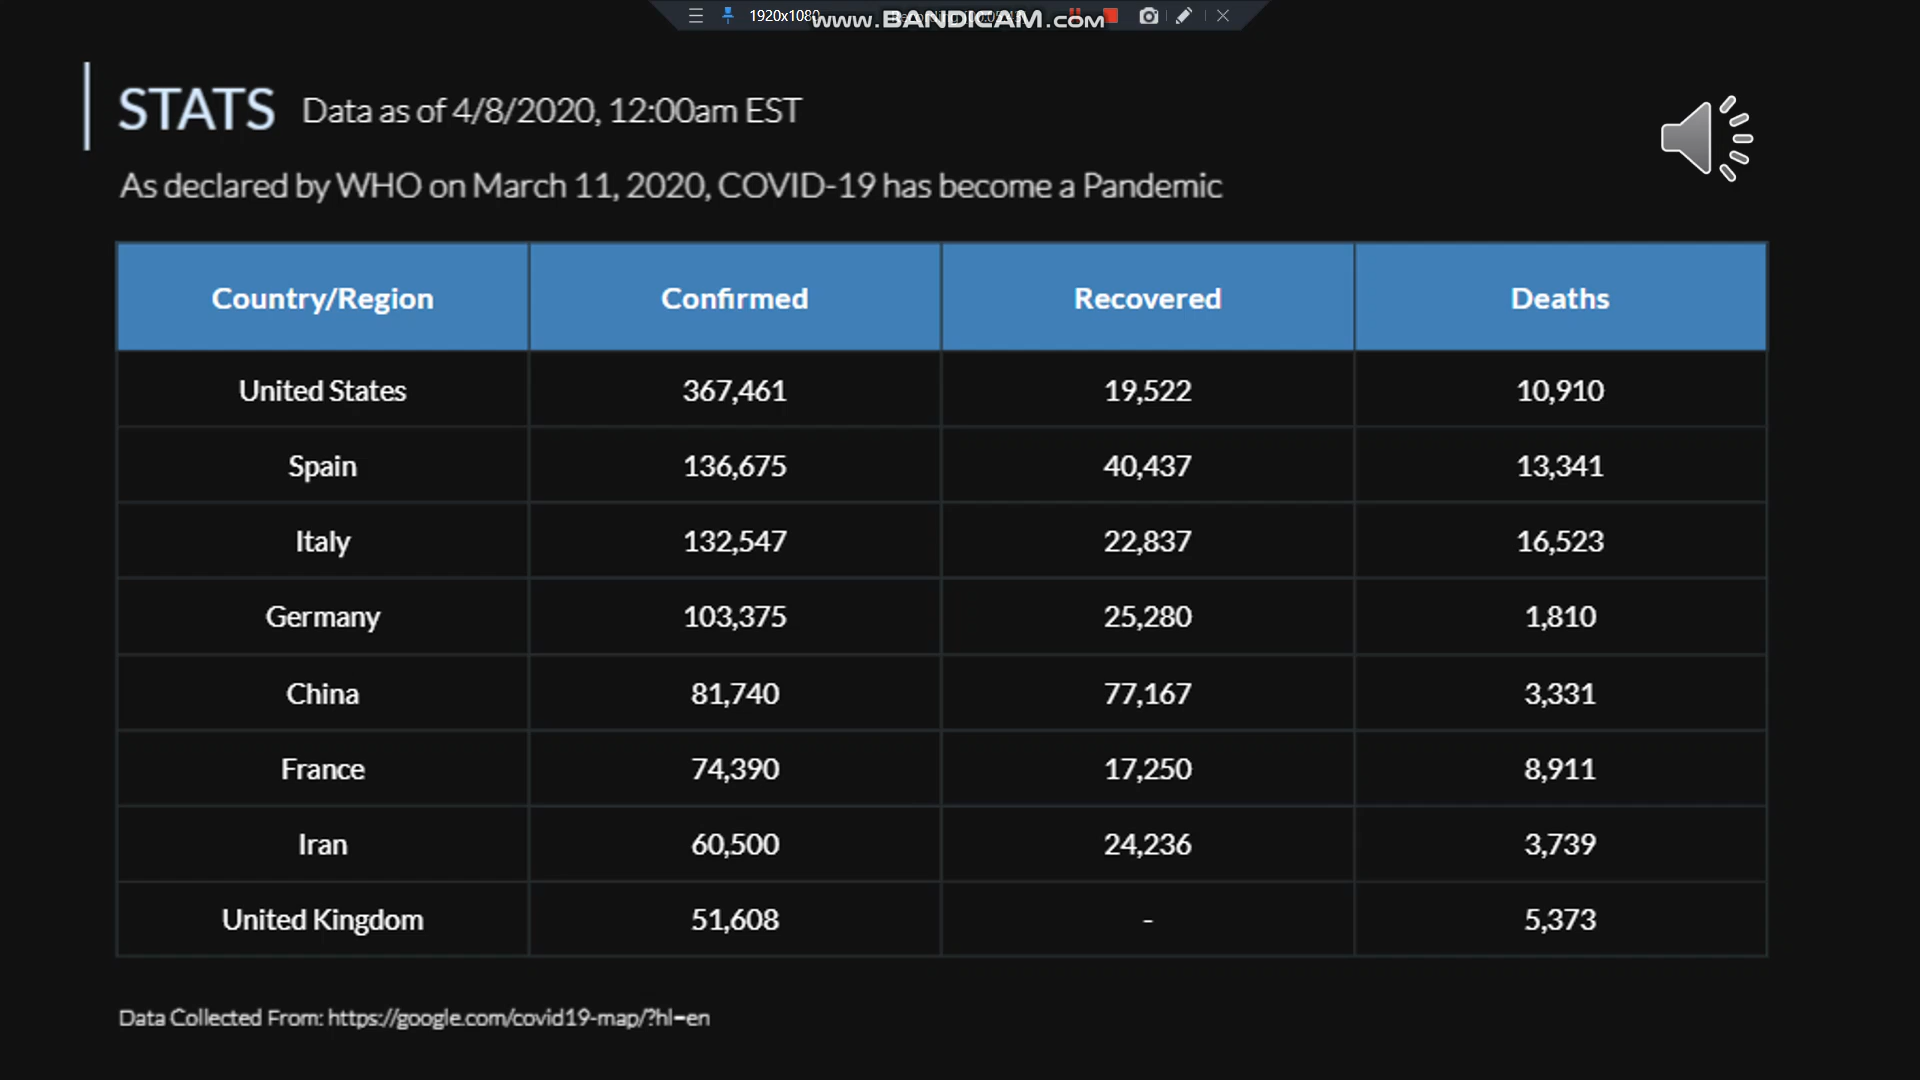 1920x1080
www.BANDICAM.com
STATS Data as of 4/8/2020, 12:00am EST
As declared by WHO on March 11, 2020, COVID-19 has become a Pandemic
Country/Region Confirmed Recovered Deaths
United States 367,461 19,522 10,910
Spain 136,675 40,437 13,341
Italy 132,547 22,837 16,523
Germany 103,375 25,280 1,810
China 81,740 77,167 3,331
France 74,390 17,250 8,911
Iran 60,500 24,236 3,739
United Kingdom 51,608 - 5,373
Data Collected From: https://google.com/covid19-map/?hl=en